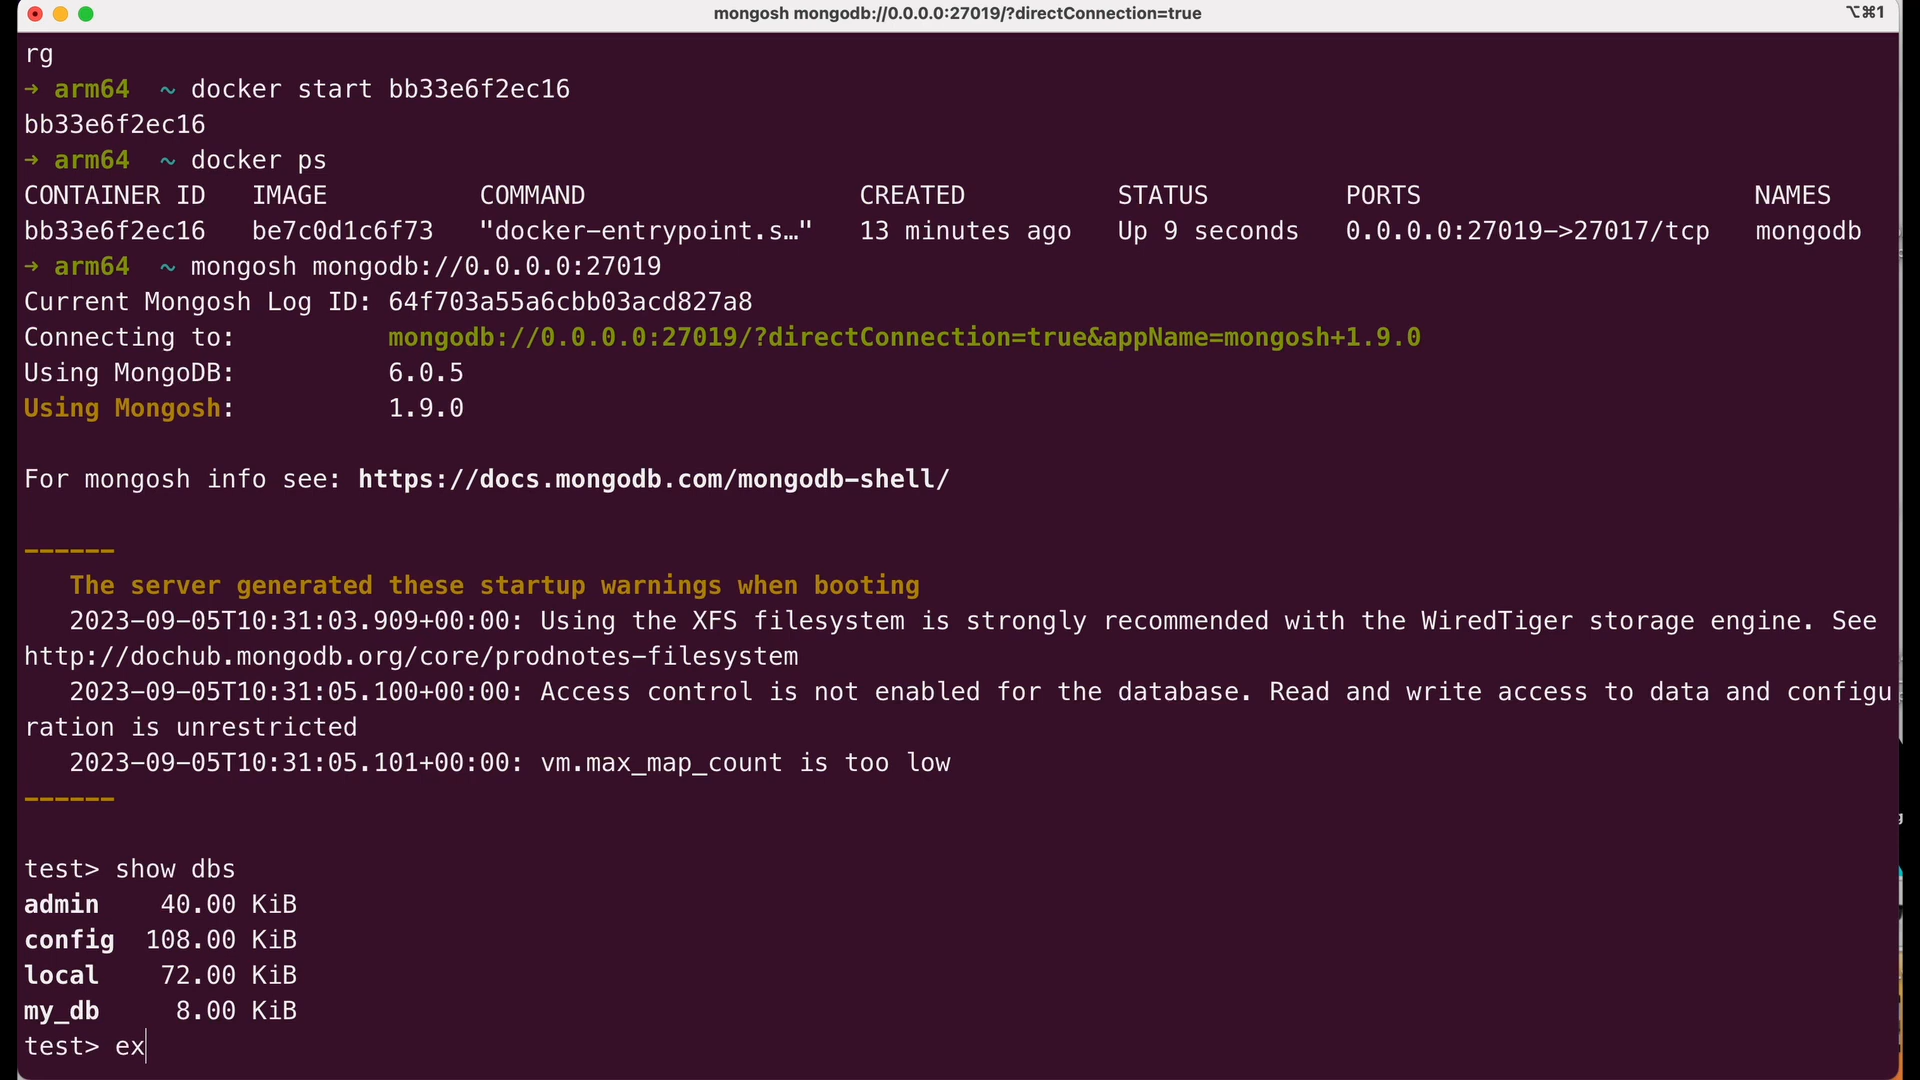 mongosh mongodb://0.0.0.0:27019/?directConnection=true
⌥⌘1
rg
→ arm64  ~ docker start bb33e6f2ec16
bb33e6f2ec16
→ arm64  ~ docker ps
CONTAINER ID   IMAGE          COMMAND                  CREATED          STATUS         PORTS                      NAMES
bb33e6f2ec16   be7c0d1c6f73   "docker-entrypoint.s…"   13 minutes ago   Up 9 seconds   0.0.0.0:27019->27017/tcp   mongodb
→ arm64  ~ mongosh mongodb://0.0.0.0:27019
Current Mongosh Log ID: 64f703a55a6cbb03acd827a8
Connecting to:          mongodb://0.0.0.0:27019/?directConnection=true&appName=mongosh+1.9.0
Using MongoDB:          6.0.5
Using Mongosh:          1.9.0
For mongosh info see: https://docs.mongodb.com/mongodb-shell/
------
   The server generated these startup warnings when booting
   2023-09-05T10:31:03.909+00:00: Using the XFS filesystem is strongly recommended with the WiredTiger storage engine. See
http://dochub.mongodb.org/core/prodnotes-filesystem
   2023-09-05T10:31:05.100+00:00: Access control is not enabled for the database. Read and write access to data and configu
ration is unrestricted
   2023-09-05T10:31:05.101+00:00: vm.max_map_count is too low
------
test> show dbs
admin    40.00 KiB
config  108.00 KiB
local    72.00 KiB
my_db     8.00 KiB
test> ex